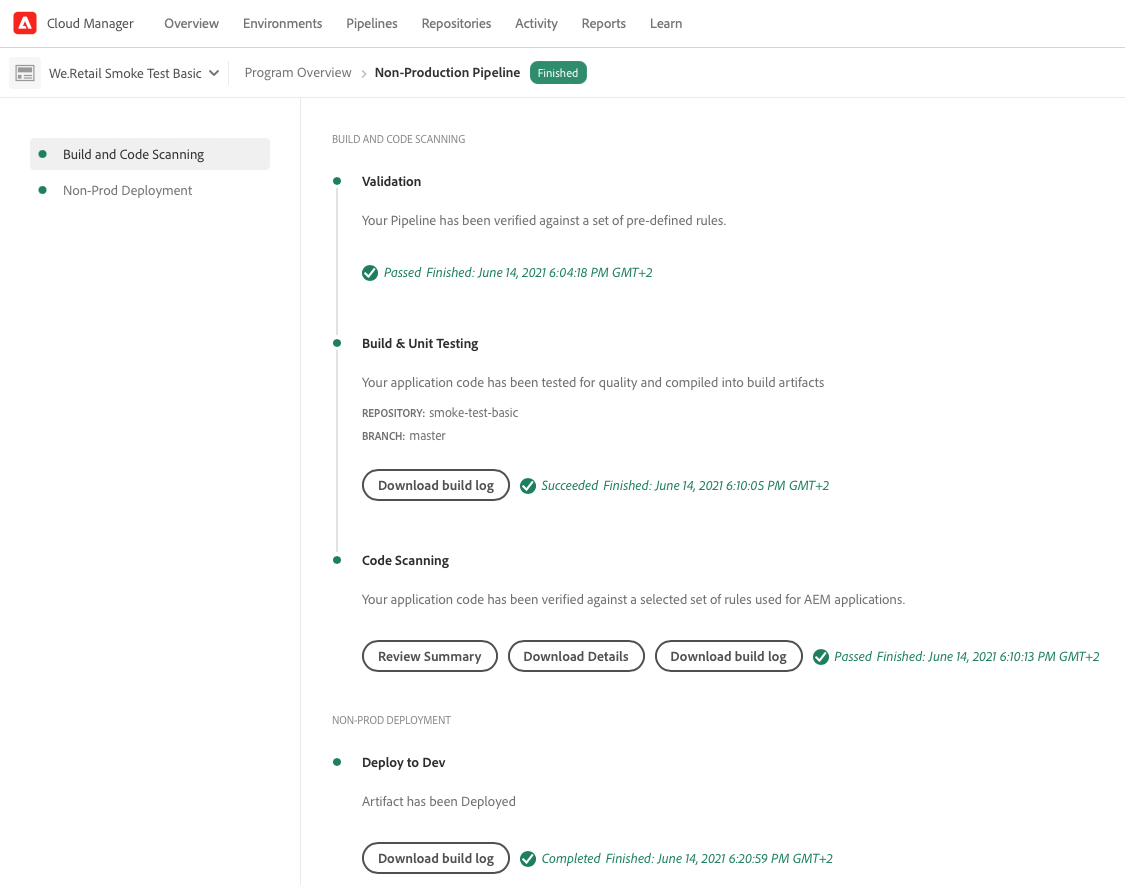 Cloud Manager Overview Environments Pipelines Repositories Activity Reports Learn
We.Retail Smoke Test Basic Program Overview Non-Production Pipeline Finished
Build and Code Scanning
Non-Prod Deployment
BUILD AND CODE SCANNING
Validation
Your Pipeline has been verified against a set of pre-defined rules.
Passed Finished: June 14, 2021 6:04:18 PM GMT+2
Build & Unit Testing
Your application code has been tested for quality and compiled into build artifacts
REPOSITORY: smoke-test-basic
BRANCH: master
Download build log Succeeded Finished: June 14, 2021 6:10:05 PM GMT+2
Code Scanning
Your application code has been verified against a selected set of rules used for AEM applications.
Review Summary Download Details Download build log Passed Finished: June 14, 2021 6:10:13 PM GMT+2
NON-PROD DEPLOYMENT
Deploy to Dev
Artifact has been Deployed
Download build log Completed Finished: June 14, 2021 6:20:59 PM GMT+2